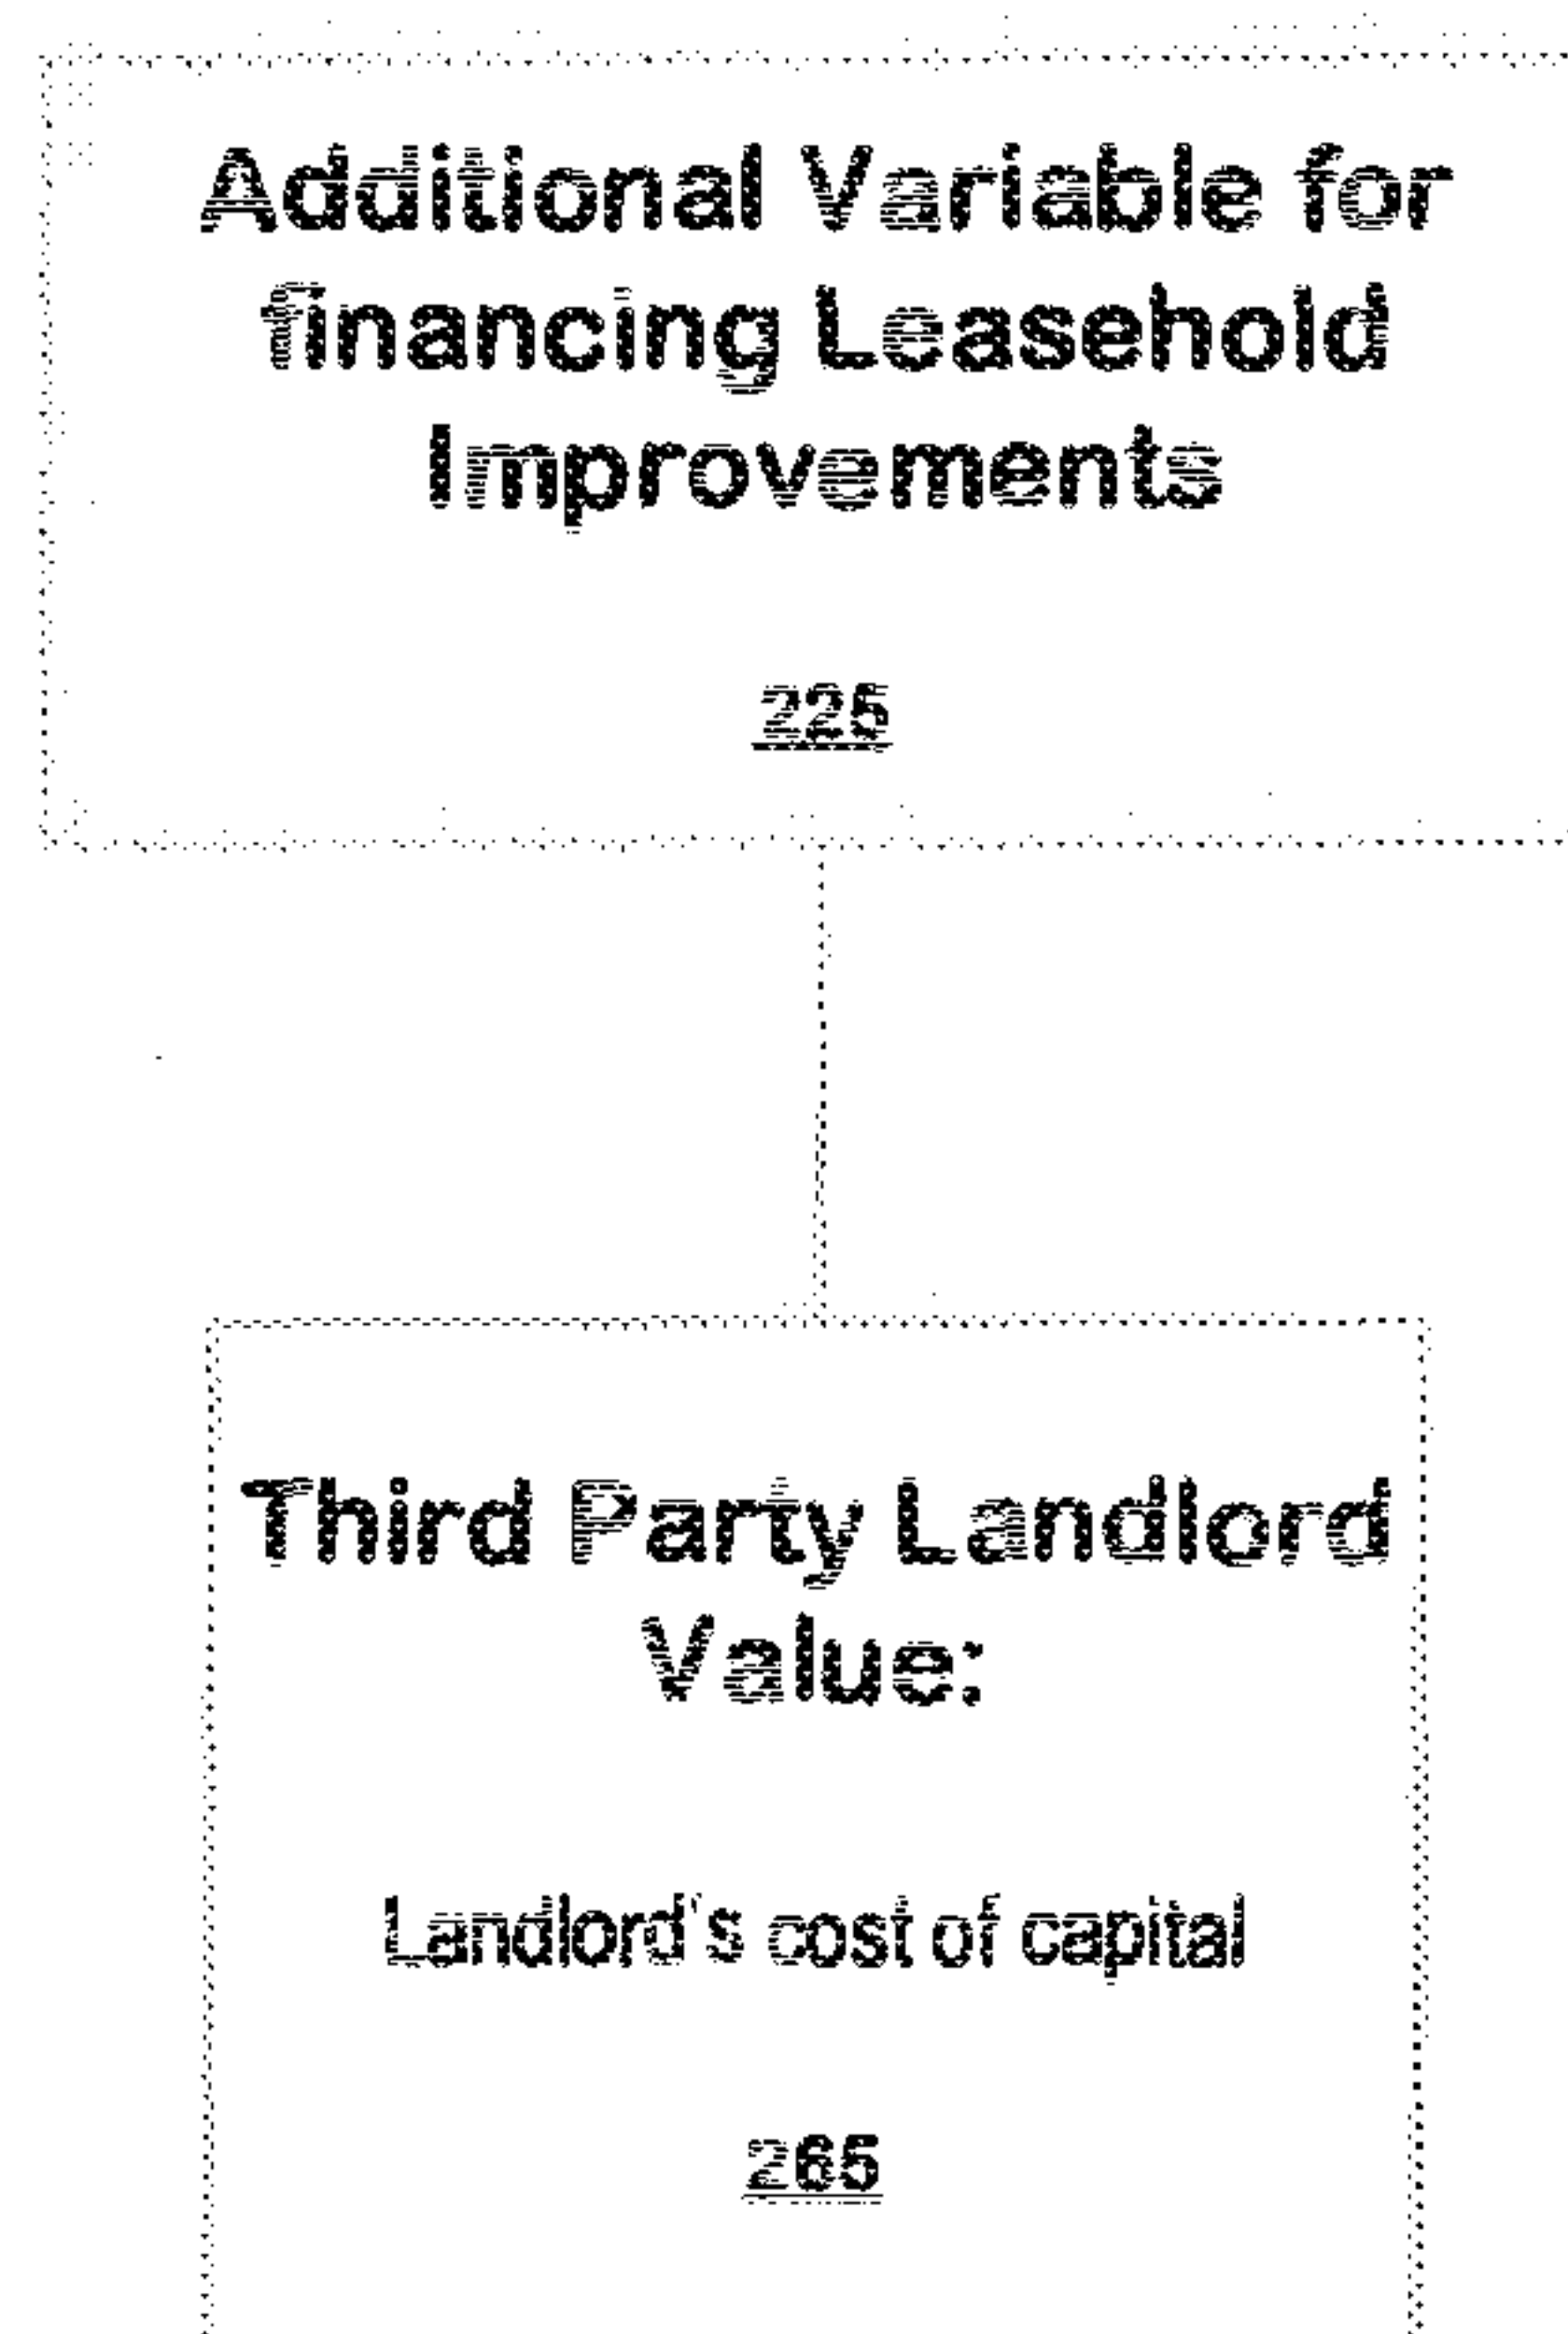 Additional Variable for
financing Leasehold
Improvements
225
Third Party Landlord
Value:
Landlord's cost of capital
265